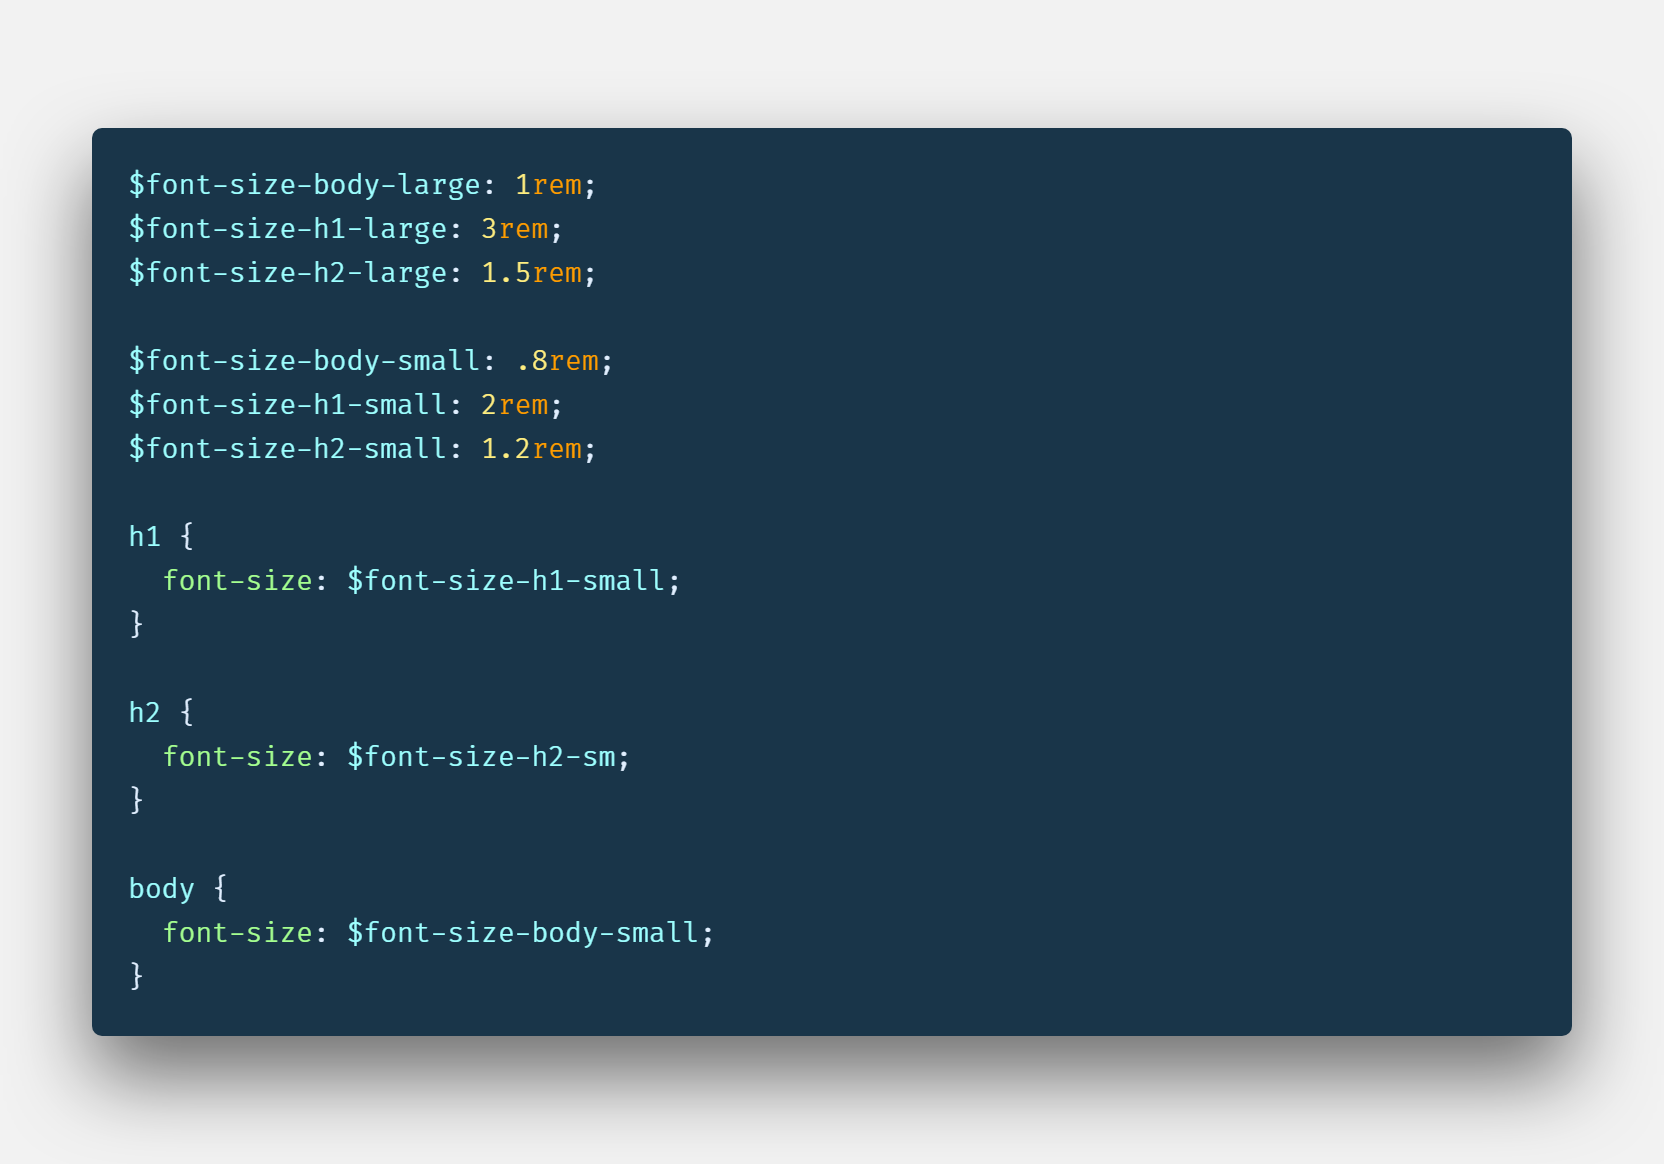 $font-size-body-large: 1rem;
$font-size-h1-large: 3rem;
$font-size-h2-large: 1.5rem;

$font-size-body-small: .8rem;
$font-size-h1-small: 2rem;
$font-size-h2-small: 1.2rem;

h1 {
  font-size: $font-size-h1-small;
}

h2 {
  font-size: $font-size-h2-sm;
}

body {
  font-size: $font-size-body-small;
}